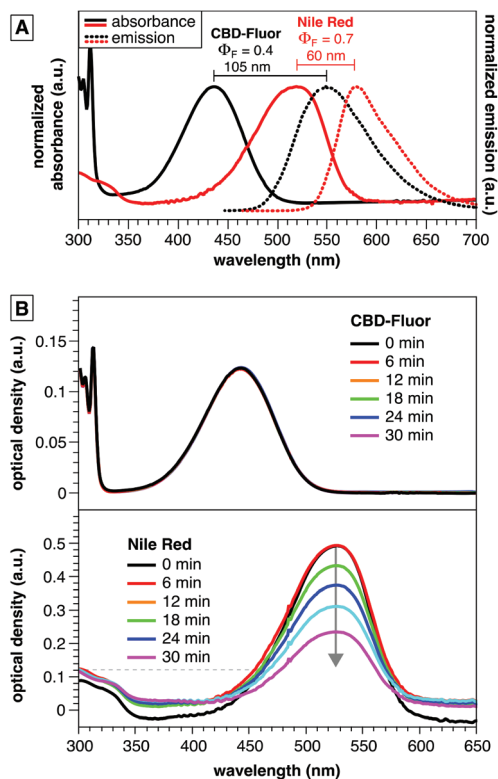 A
absorbance
emission
CBD-Fluor
ΦF = 0.4
105 nm
Nile Red
ΦF = 0.7
60 nm
normalized
absorbance (a.u.)
normalized
emission (a.u.)
300 350 400 450 500 550 600 650 700
wavelength (nm)
B
CBD-Fluor
0 min
6 min
12 min
18 min
24 min
30 min
optical density (a.u.)
0.15
0.1
0.05
0
Nile Red
0 min
6 min
12 min
18 min
24 min
30 min
optical density (a.u.)
0.5
0.4
0.3
0.2
0.1
0
300 350 400 450 500 550 600 650
wavelength (nm)